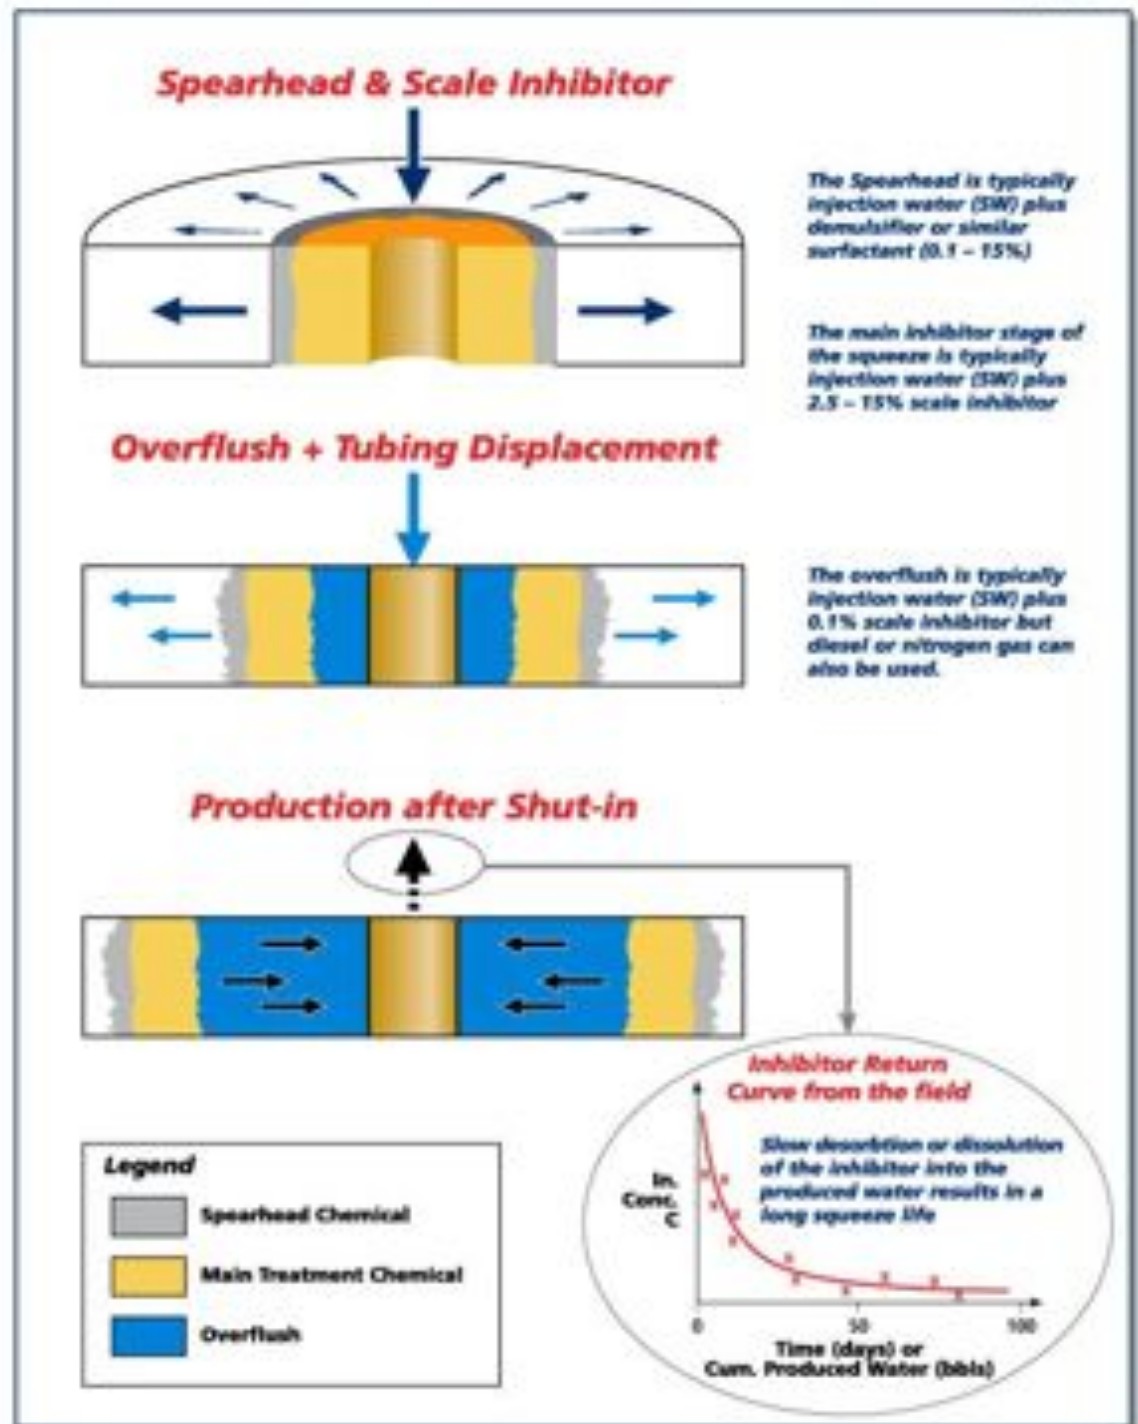 Spearhead & Scale Inhibitor
The Spearhead is typically
injection water (SW) plus
demulsifier or similar
surfactant (0.1 – 15%)
The main inhibitor stage of
the squeeze is typically
injection water (SW) plus
2.5 – 15% scale inhibitor
Overflush + Tubing Displacement
The overflush is typically
injection water (SW) plus
0.1% scale inhibitor but
diesel or nitrogen gas can
also be used.
Production after Shut-in
Inhibitor Return
Curve from the field
Slow desorbtion or dissolution
of the inhibitor into the
produced water results in a
long squeeze life
In.
Conc.
C
0 50 100
Time (days) or
Cum. Produced Water (bbls)
Legend
Spearhead Chemical
Main Treatment Chemical
Overflush